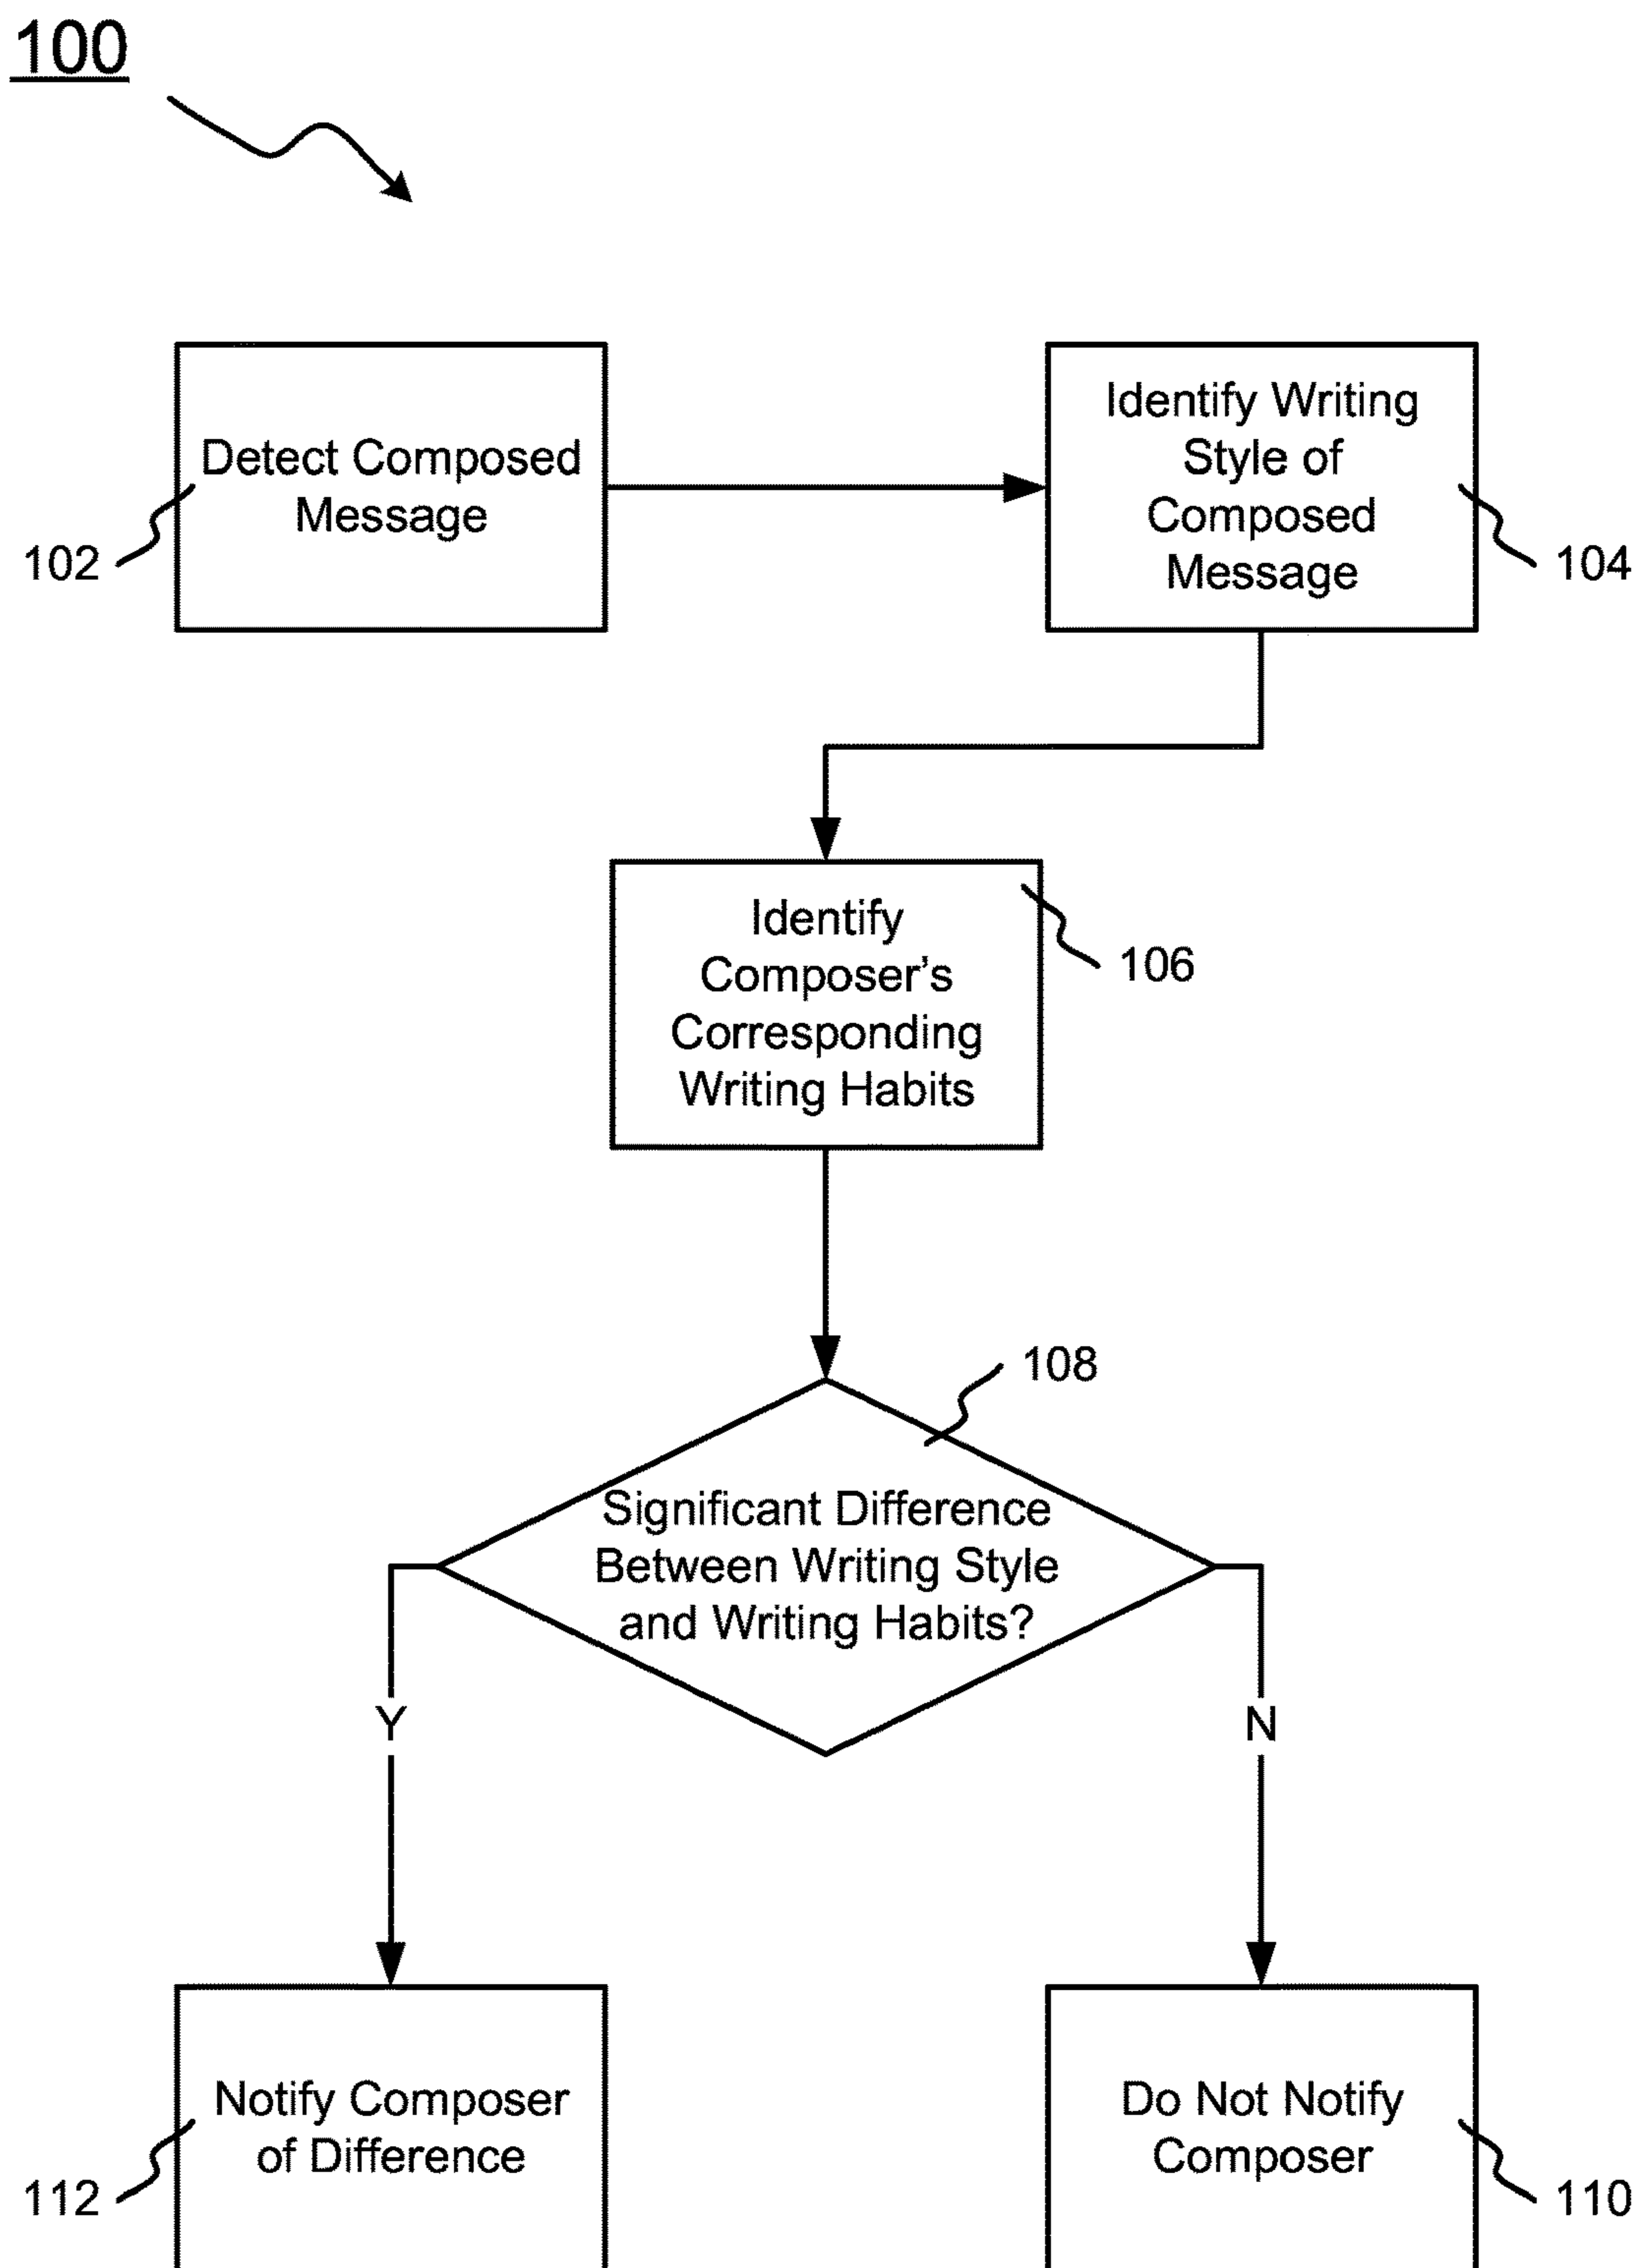 100
Detect Composed
Message
102
Identify Writing
Style of
Composed
Message
104
Identify
Composer's
Corresponding
Writing Habits
106
108
Significant Difference
Between Writing Style
and Writing Habits?
Y
N
Notify Composer
of Difference
112
Do Not Notify
Composer
110